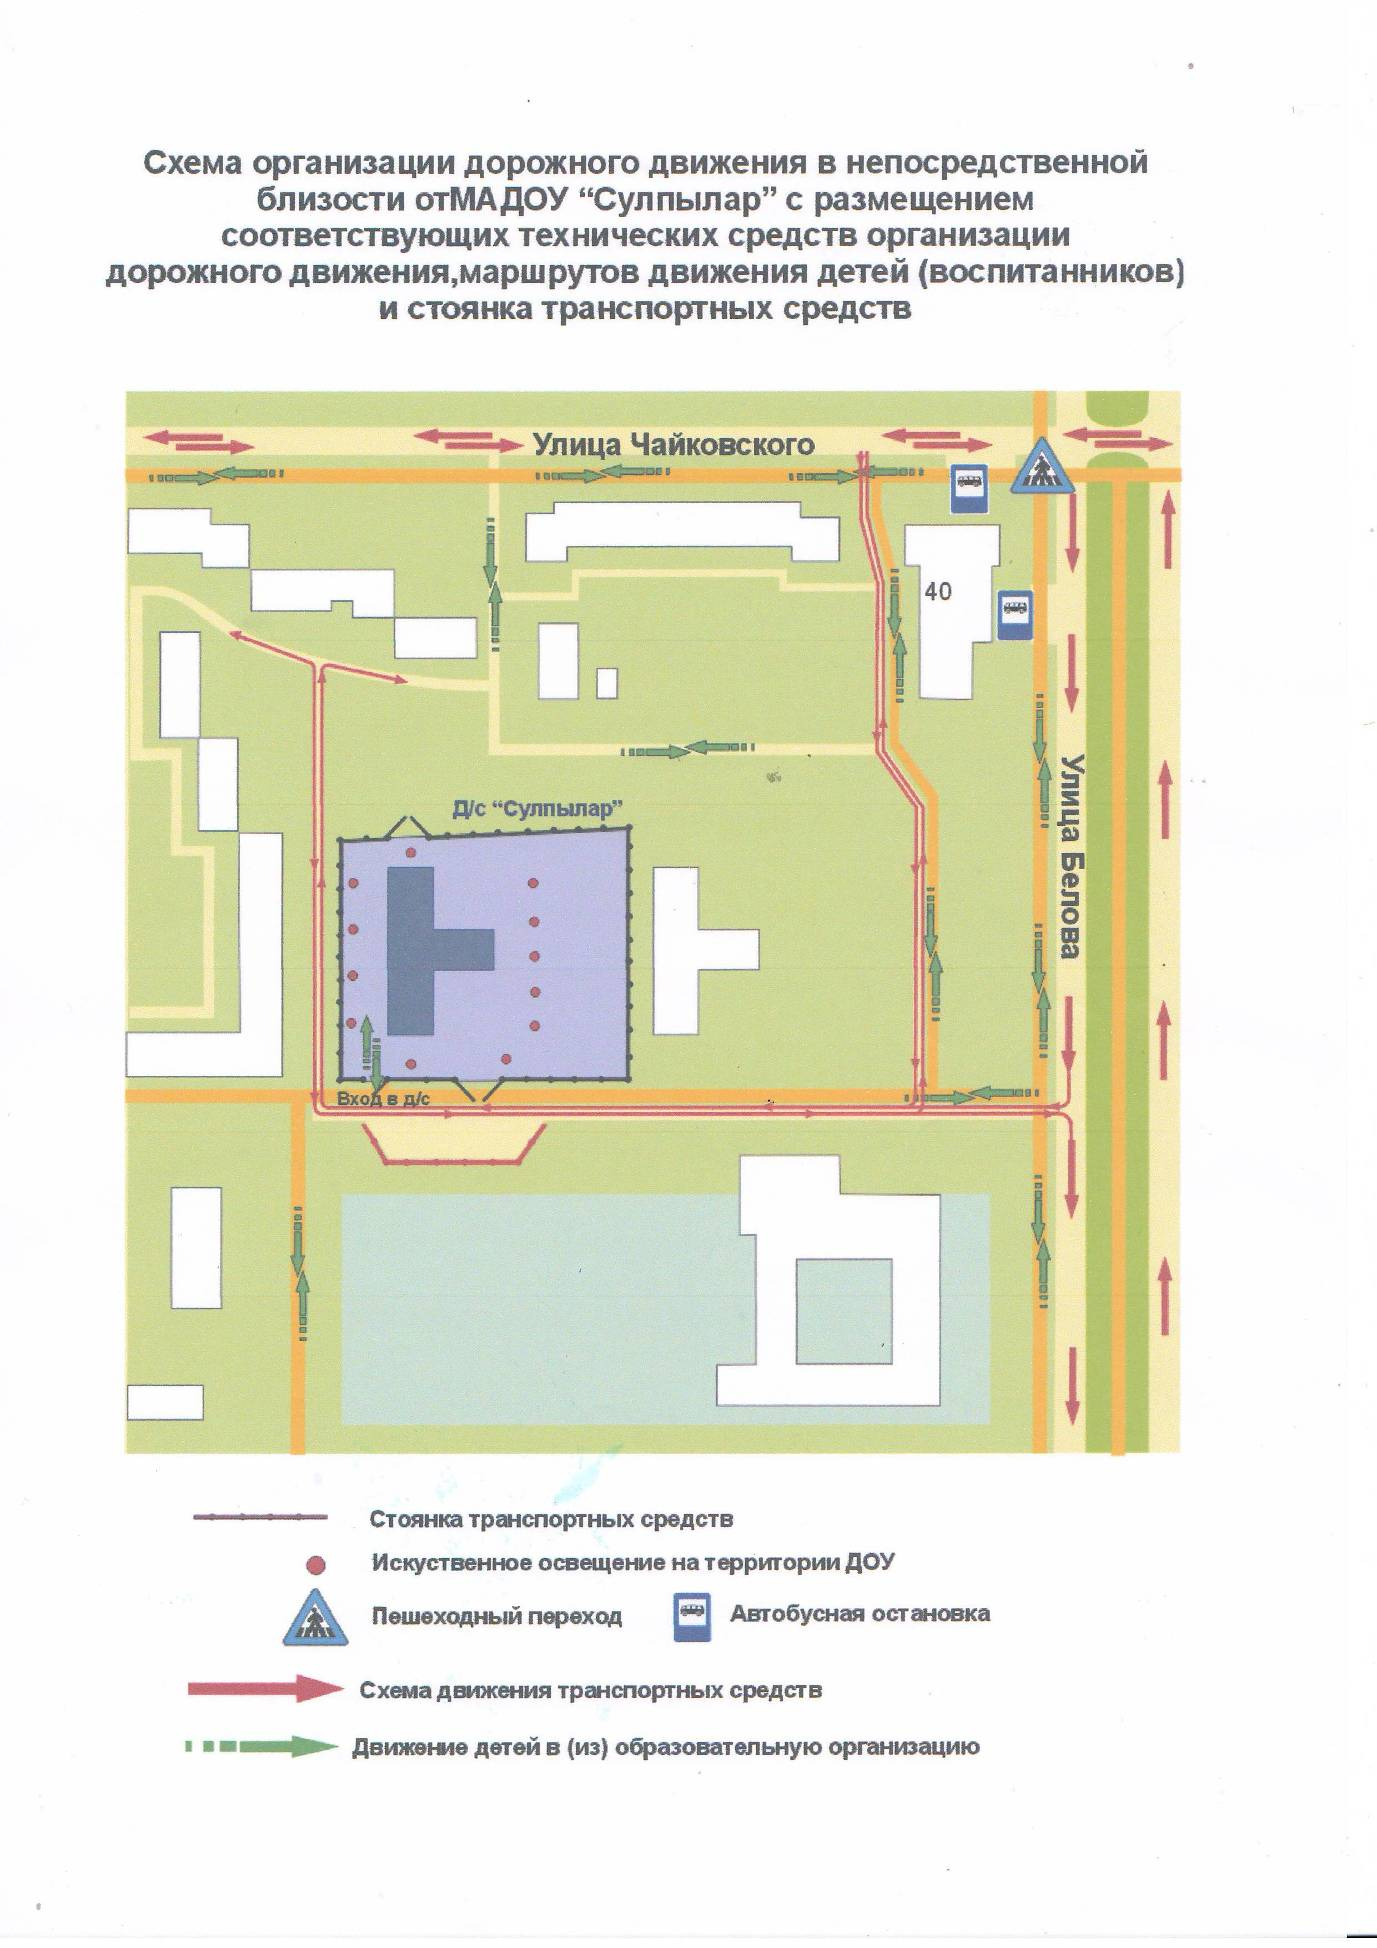 Схема организации дорожного движения в непосредственной
близости отМАДОУ “Сулпылар” с размещением
соответствующих технических средств организации
дорожного движения,маршрутов движения детей (воспитанников)
и стоянка транспортных средств
Улица Чайковского
40
Улица Белова
Д/с “Сулпылар”
Вход в д/с
Стоянка транспортных средств
Искуственное освещение на территории ДОУ
Пешеходный переход
Автобусная остановка
Схема движения транспортных средств
Движение детей в (из) образовательную организацию